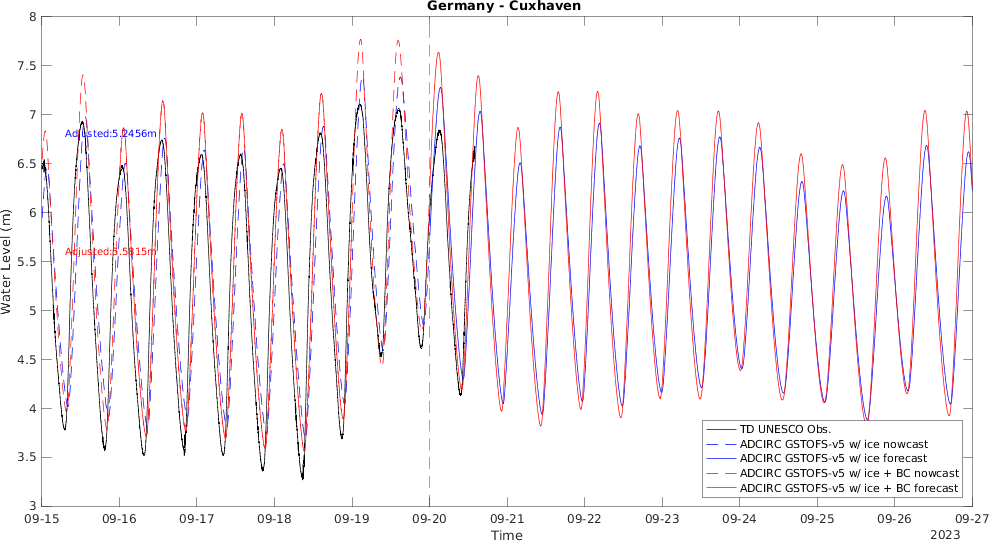 Germany - Cuxhaven
8
7.5
7
6.5
6
5.5
5
4.5
4
3.5
3
Water Level (m)
Adjusted:5.2456m
Adjusted:5.5815m
TD UNESCO Obs.
ADCIRC GSTOFS-v5 w/ ice nowcast
ADCIRC GSTOFS-v5 w/ ice forecast
ADCIRC GSTOFS-v5 w/ ice + BC nowcast
ADCIRC GSTOFS-v5 w/ ice + BC forecast
09-15 09-16 09-17 09-18 09-19 09-20 09-21 09-22 09-23 09-24 09-25 09-26 09-27
Time
2023